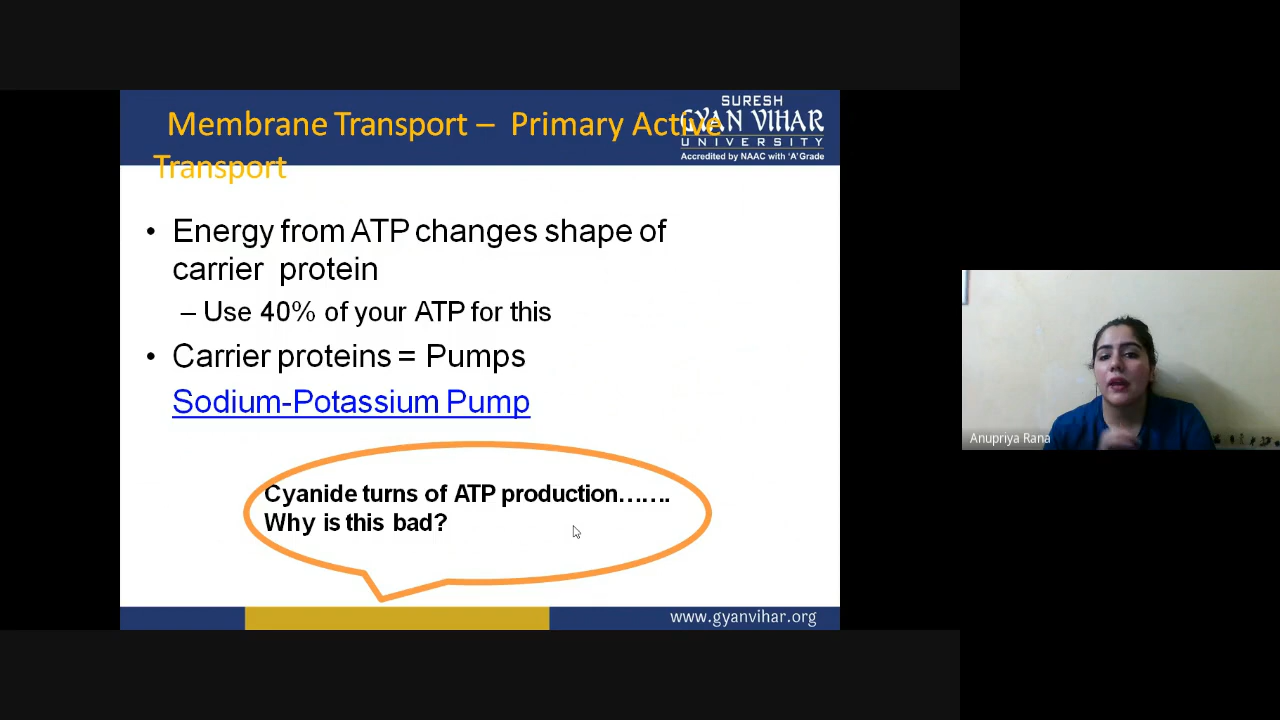 Membrane Transport – Primary Active
Transport
SURESH
GYAN VIHAR
UNIVERSITY
Accredited by NAAC with 'A' Grade
• Energy from ATP changes shape of
carrier protein
– Use 40% of your ATP for this
• Carrier proteins = Pumps
Sodium-Potassium Pump
Cyanide turns of ATP production…….
Why is this bad?
www.gyanvihar.org
Anupriya Rana